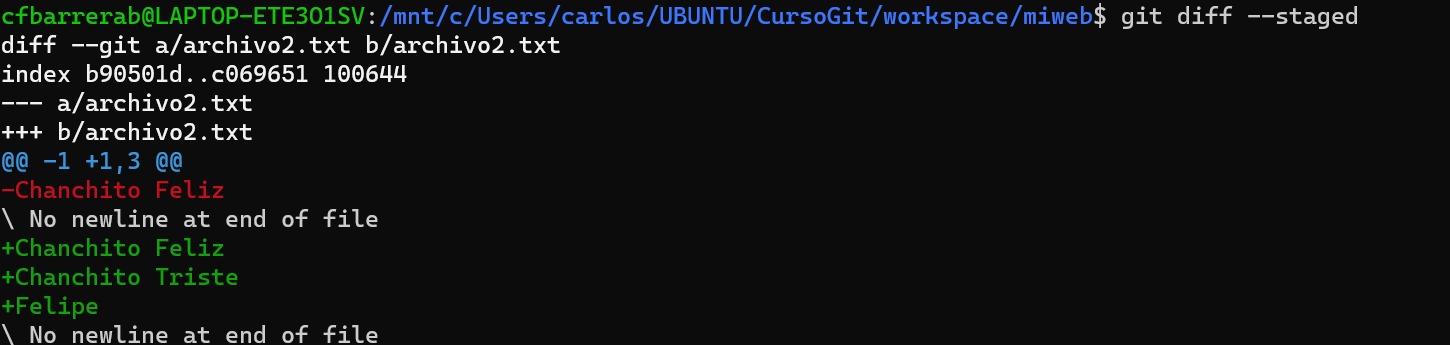 cfbarrerab@LAPTOP-ETE3O1SV:/mnt/c/Users/carlos/UBUNTU/CursoGit/workspace/miweb$ git diff --staged
diff --git a/archivo2.txt b/archivo2.txt
index b90501d..c069651 100644
--- a/archivo2.txt
+++ b/archivo2.txt
@@ -1 +1,3 @@
-Chanchito Feliz
\ No newline at end of file
+Chanchito Feliz
+Chanchito Triste
+Felipe
\ No newline at end of file